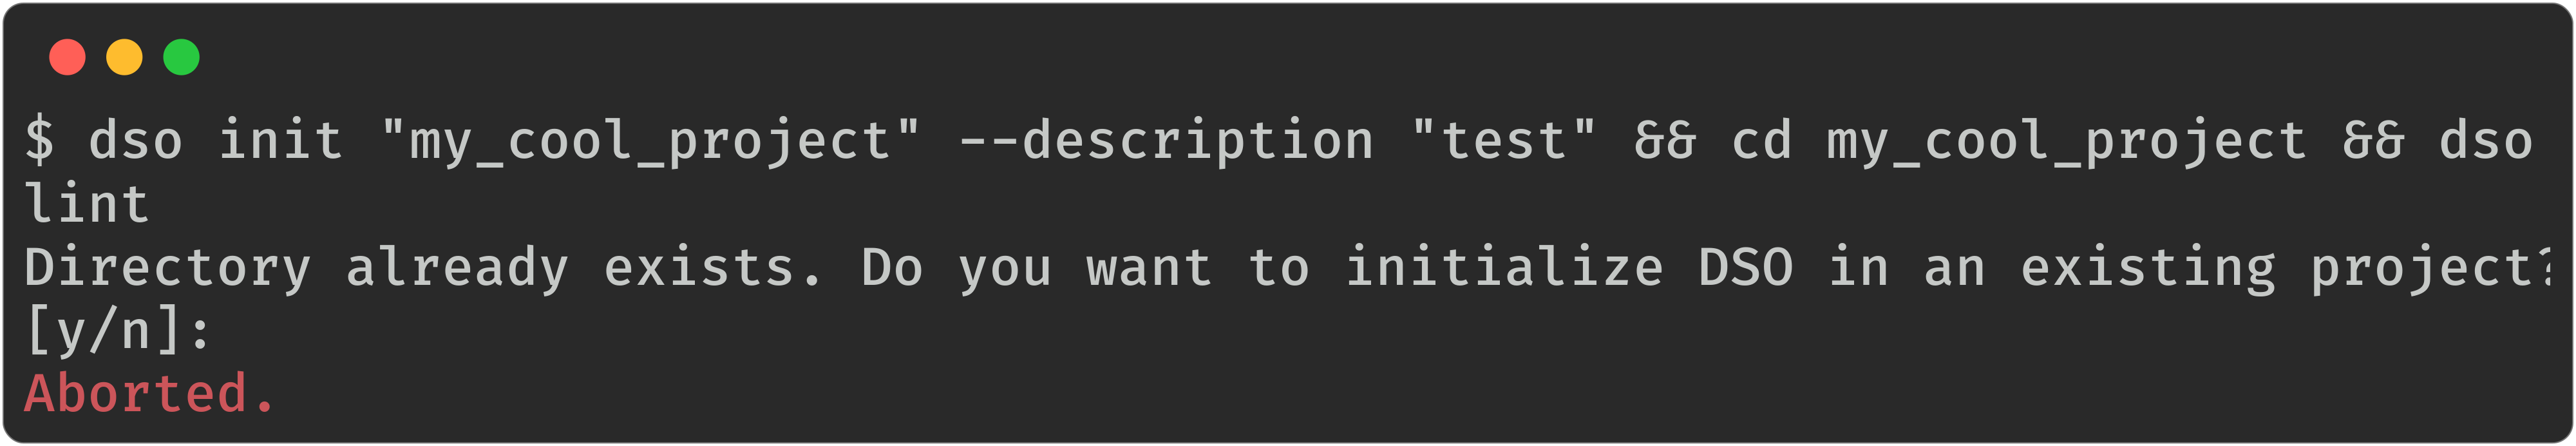 $ dso init "my_cool_project" --description "test" && cd my_cool_project && dso
lint
Directory already exists. Do you want to initialize DSO in an existing project?
[y/n]:
Aborted.